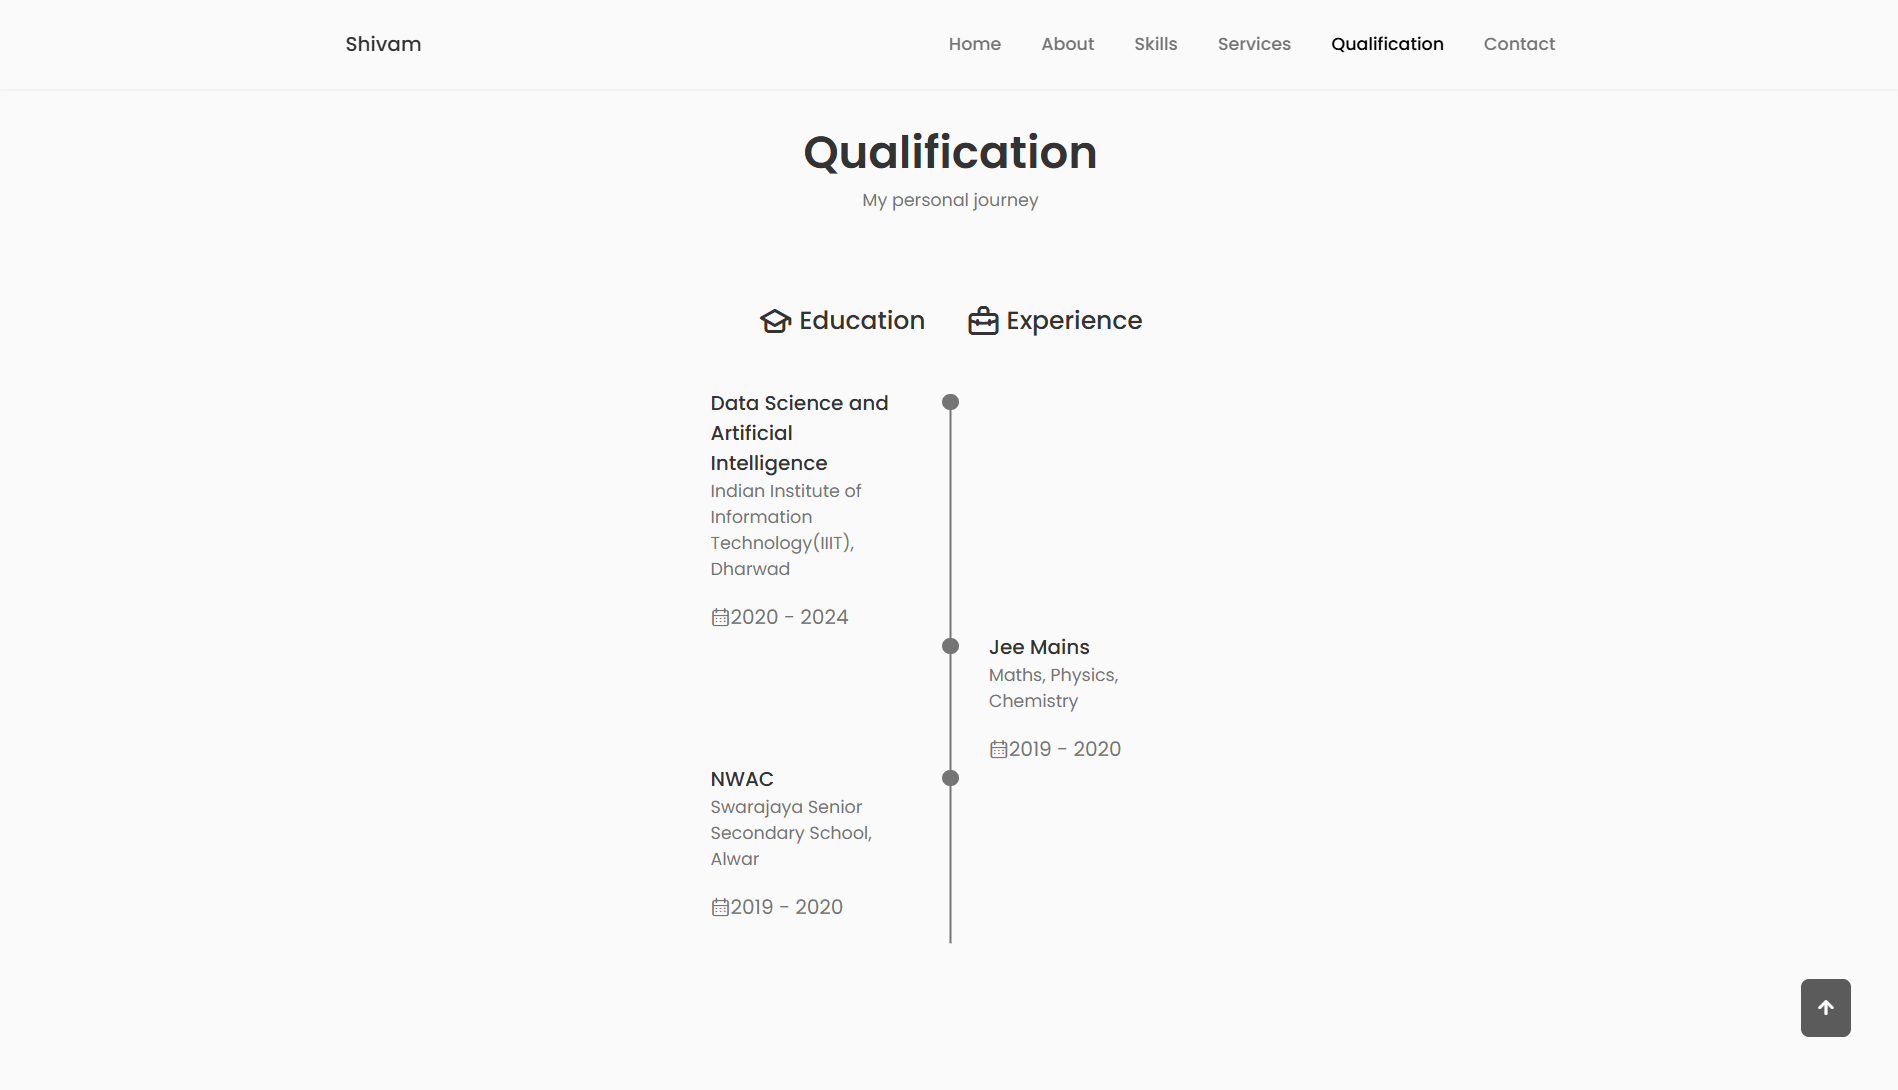 Shivam
Home About Skills Services Qualification Contact
Qualification
My personal journey
Education Experience
Data Science and
Artificial
Intelligence
Indian Institute of
Information
Technology(IIIT),
Dharwad
2020 - 2024
Jee Mains
Maths, Physics,
Chemistry
2019 - 2020
NWAC
Swarajaya Senior
Secondary School,
Alwar
2019 - 2020